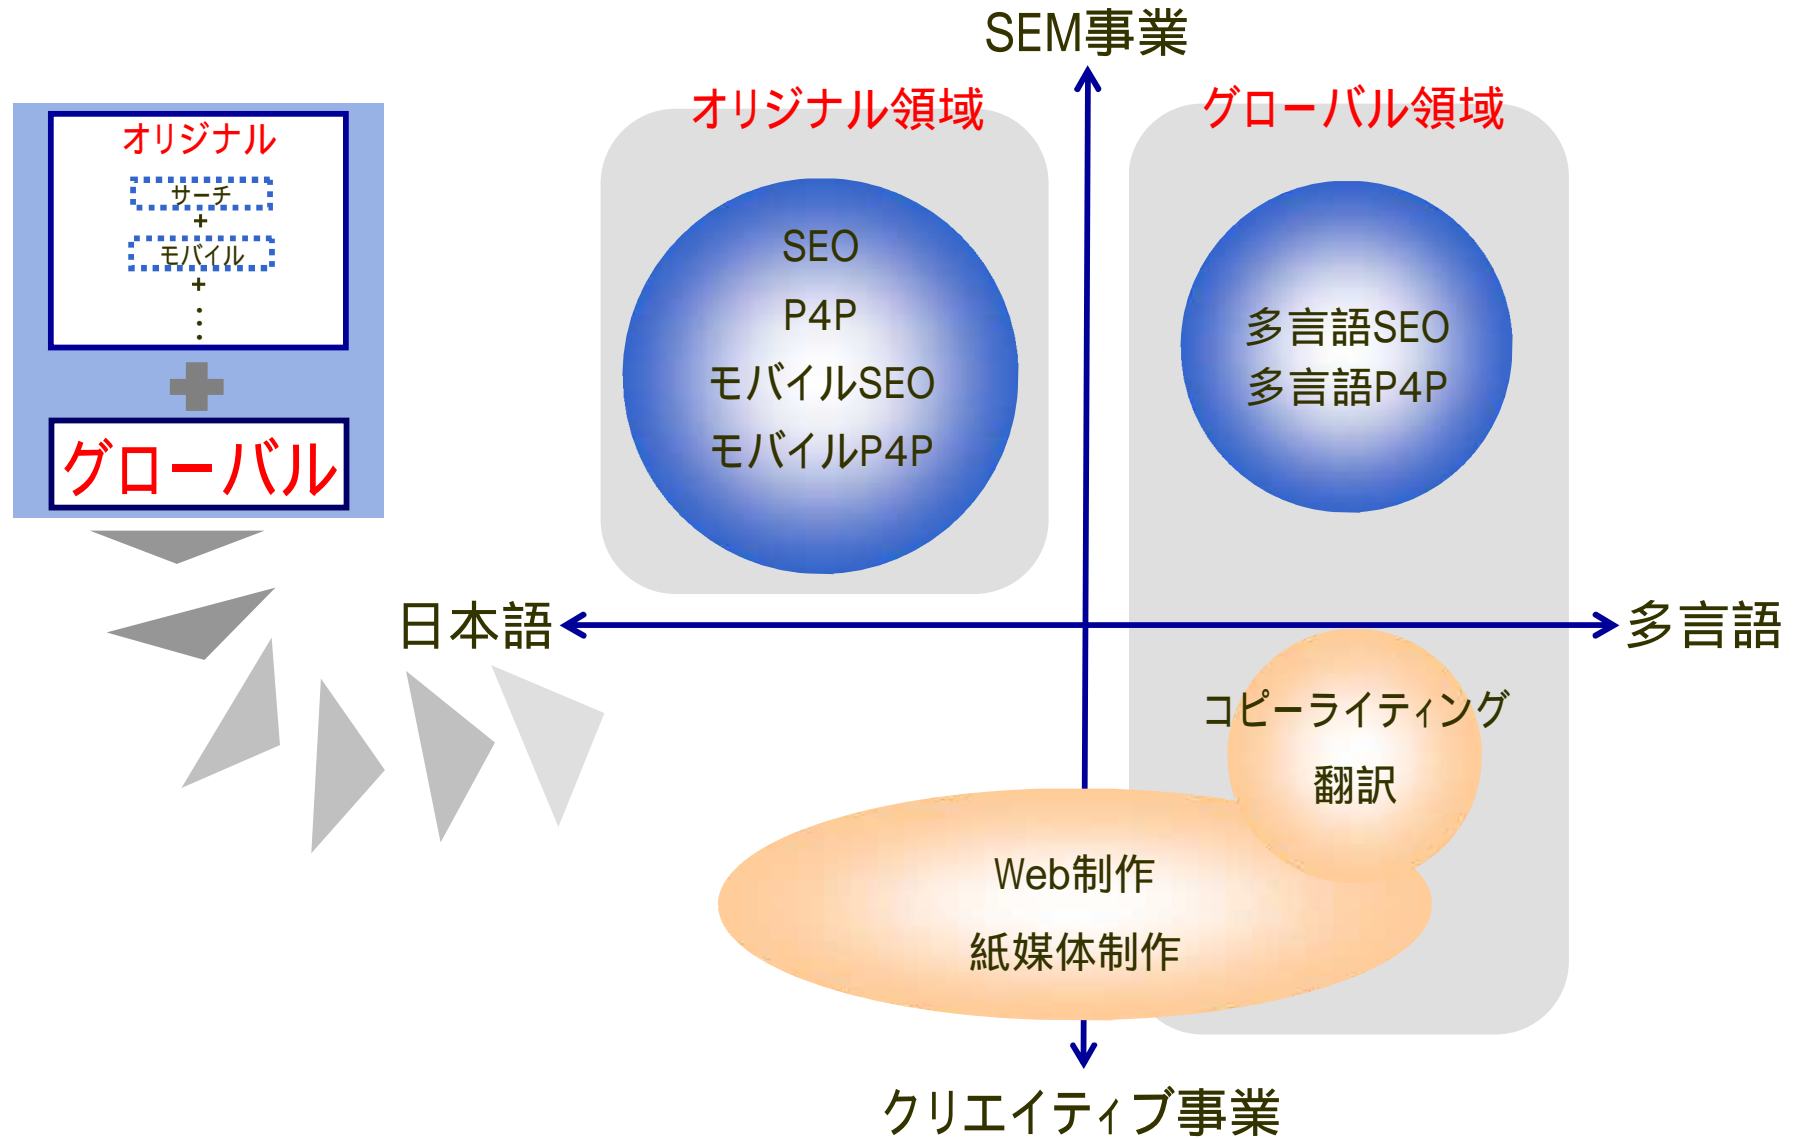 SEM事業
オリジナル領域
グローバル領域
オリジナル
サーチ
+
モバイル
+
⋮
グローバル
SEO
P4P
モバイルSEO
モバイルP4P
多言語SEO
多言語P4P
日本語
多言語
コピーライティング
翻訳
Web制作
紙媒体制作
クリエイティブ事業